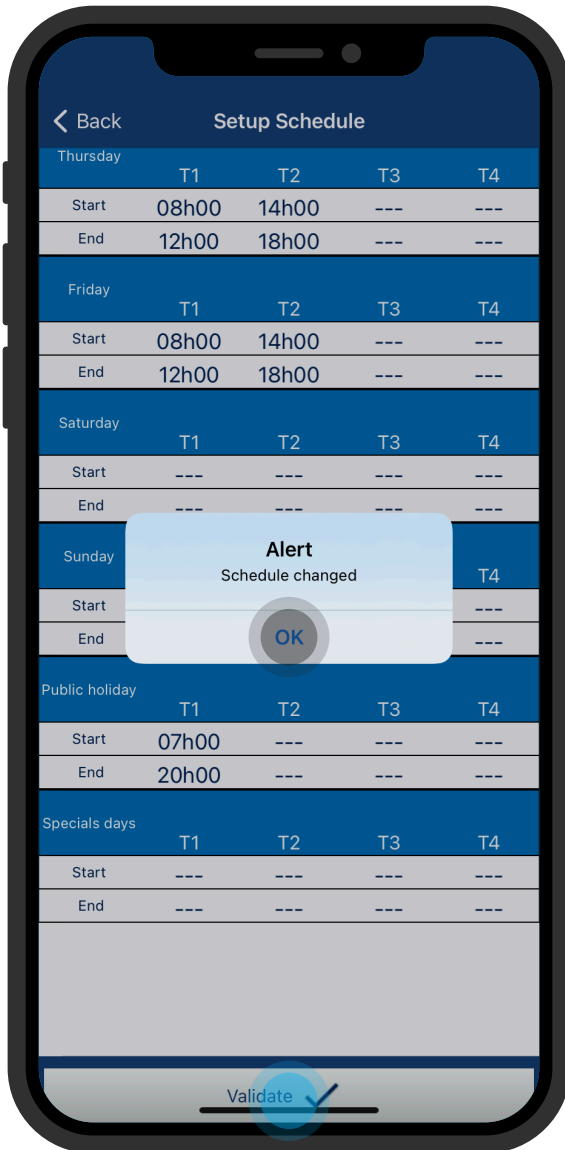 Back Setup Schedule
Thursday
T1 T2 T3 T4
Start 08h00 14h00 --- ---
End 12h00 18h00 --- ---
Friday
T1 T2 T3 T4
Start 08h00 14h00 --- ---
End 12h00 18h00 --- ---
Saturday
T1 T2 T3 T4
Start --- --- --- ---
End --- --- --- ---
Alert
Schedule changed
OK
Sunday
T4
Start ---
End ---
Public holiday
T1 T2 T3 T4
Start 07h00 --- --- ---
End 20h00 --- --- ---
Specials days
T1 T2 T3 T4
Start --- --- --- ---
End --- --- --- ---
Validate